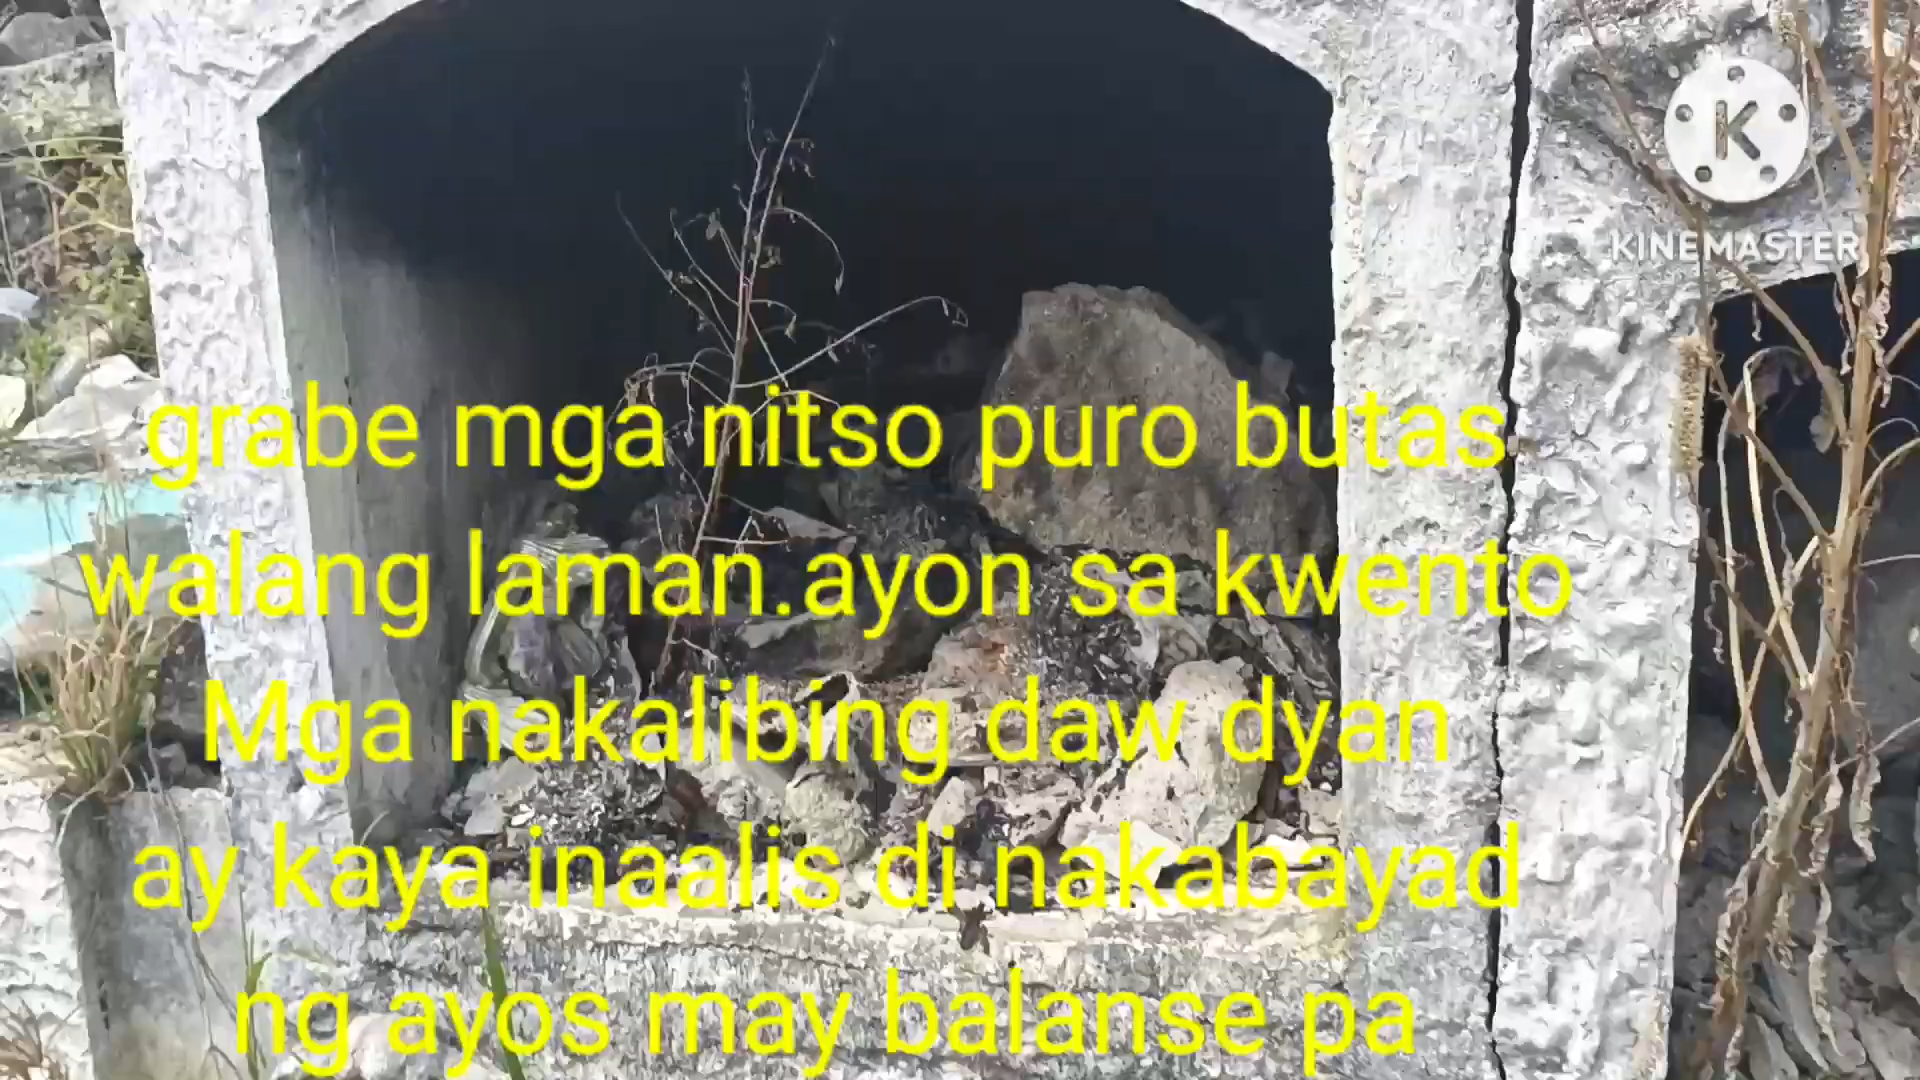 KINEMASTER
grabe mga nitso puro butas
walang laman.ayon sa kwento
Mga nakalibing daw dyan
ay kaya inaalis di nakabayad
ng ayos may balanse pa